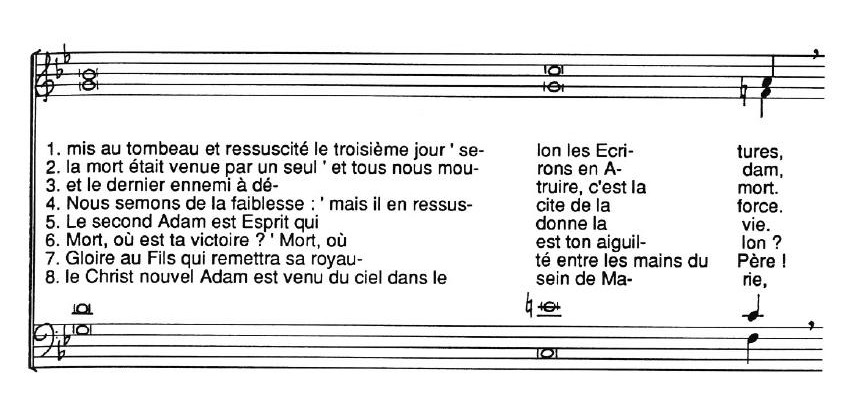 1. mis au tombeau et ressuscité le troisième jour ' se- lon les Ecri- tures,
2. la mort était venue par un seul ' et tous nous mou- rons en A- dam,
3. et le dernier ennemi à dé- truire, c'est la mort.
4. Nous semons de la faiblesse : ' mais il en ressus- cite de la force.
5. Le second Adam est Esprit qui donne la vie.
6. Mort, où est ta victoire ? ' Mort, où est ton aiguil- lon ?
7. Gloire au Fils qui remettra sa royau- té entre les mains du Père !
8. le Christ nouvel Adam est venu du ciel dans le sein de Ma- rie,